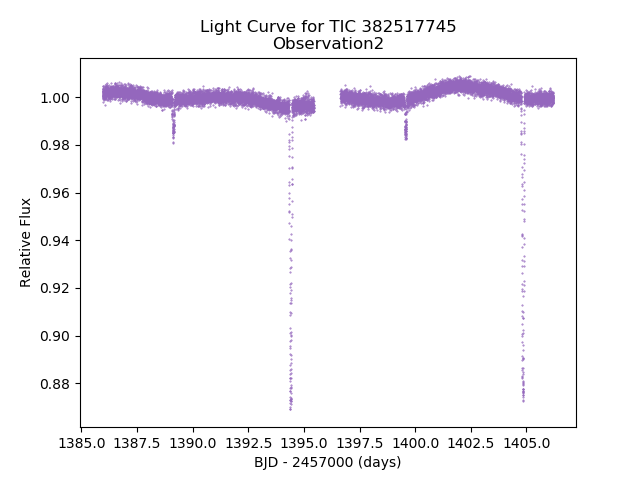 Light Curve for TIC 382517745
Observation2
Relative Flux
1.00
0.98
0.96
0.94
0.92
0.90
0.88
1385.0 1387.5 1390.0 1392.5 1395.0 1397.5 1400.0 1402.5 1405.0
BJD - 2457000 (days)